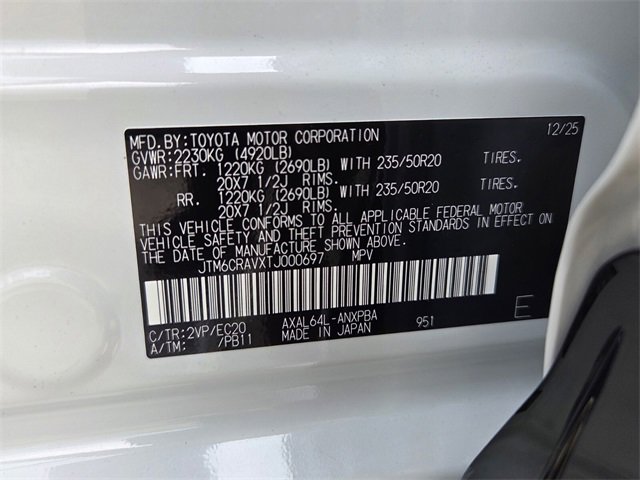 MFD.BY:TOYOTA MOTOR CORPORATION 12/25
GVWR:2230KG (4920LB)
GAWR:FRT. 1220KG (2690LB) WITH 235/50R20 TIRES.
20X7 1/2J RIMS.
RR. 1220KG (2690LB) WITH 235/50R20 TIRES.
20X7 1/2J RIMS.
THIS VEHICLE CONFORMS TO ALL APPLICABLE FEDERAL MOTOR
VEHICLE SAFETY AND THEFT PREVENTION STANDARDS IN EFFECT ON
THE DATE OF MANUFACTURE SHOWN ABOVE.
JTM6CRAVXTJ000697 MPV
C/TR:2VP/EC20 AXAL64L-ANXPBA 951 E
A/TM: /PB11 MADE IN JAPAN